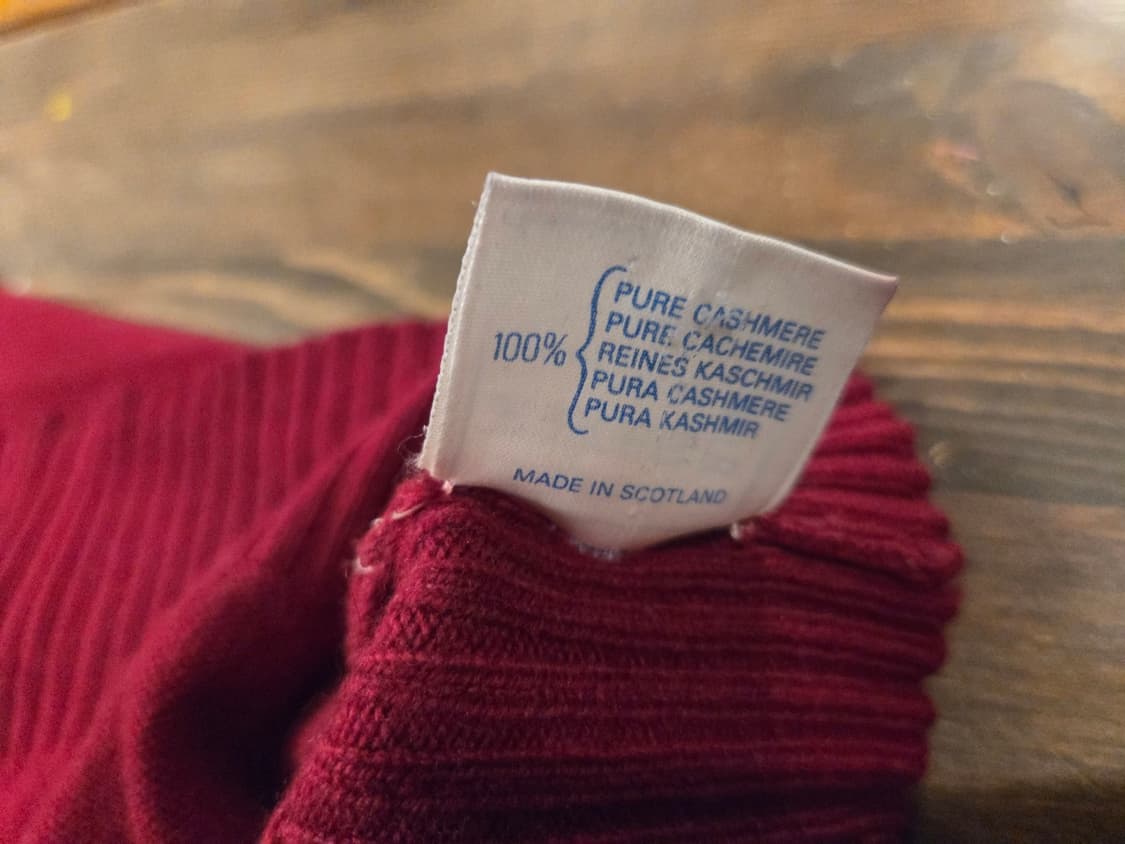 100%
PURE CASHMERE
PURE CACHEMIRE
REINES KASCHMIR
PURA CASHMERE
PURA KASHMIR
MADE IN SCOTLAND